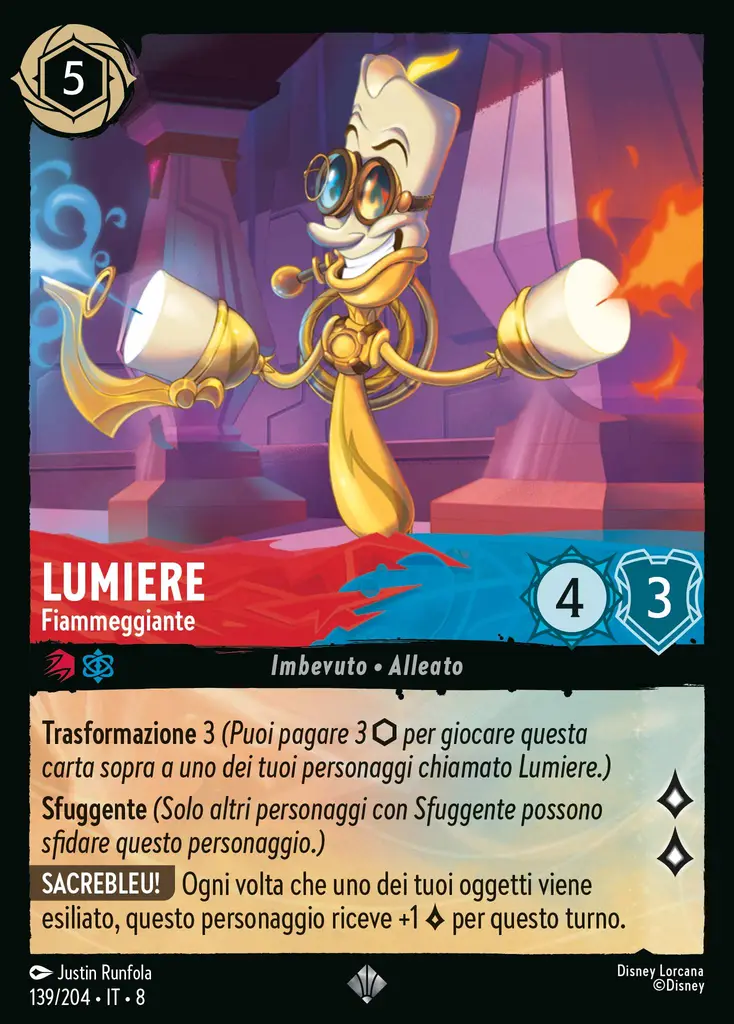 5
LUMIERE
Fiammeggiante
4
3
Imbevuto • Alleato
Trasformazione 3 (Puoi pagare 3 ⬡ per giocare questa
carta sopra a uno dei tuoi personaggi chiamato Lumiere.)
Sfuggente (Solo altri personaggi con Sfuggente possono
sfidare questo personaggio.)
SACREBLEU! Ogni volta che uno dei tuoi oggetti viene
esiliato, questo personaggio riceve +1 ◊ per questo turno.
Justin Runfola
Disney Lorcana
139/204 • IT • 8
©Disney